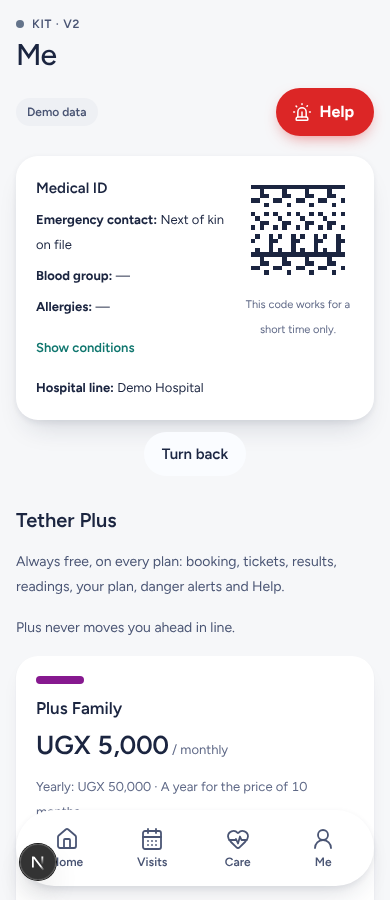 KIT · V2
Me
Demo data
Help
Medical ID
Emergency contact: Next of kin
on file
Blood group: —
Allergies: —
Show conditions
Hospital line: Demo Hospital
This code works for a
short time only.
Turn back
Tether Plus
Always free, on every plan: booking, tickets, results,
readings, your plan, danger alerts and Help.
Plus never moves you ahead in line.
Plus Family
UGX 5,000 / monthly
Yearly: UGX 50,000 · A year for the price of 10
months
N
Home
Visits
Care
Me